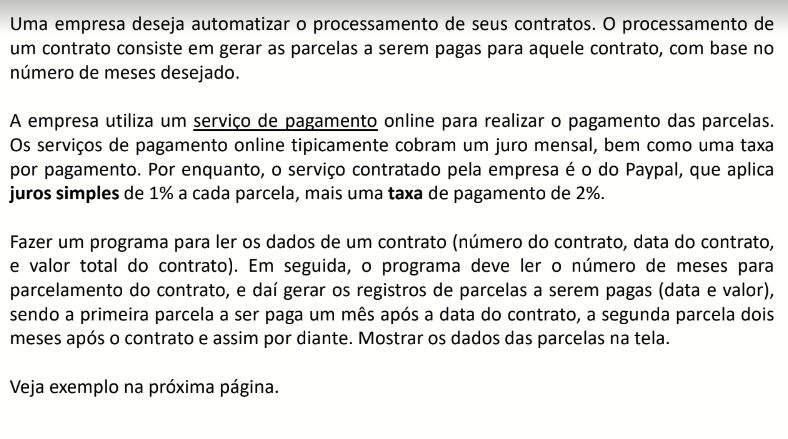 Uma empresa deseja automatizar o processamento de seus contratos. O processamento de
um contrato consiste em gerar as parcelas a serem pagas para aquele contrato, com base no
número de meses desejado.
A empresa utiliza um serviço de pagamento online para realizar o pagamento das parcelas.
Os serviços de pagamento online tipicamente cobram um juro mensal, bem como uma taxa
por pagamento. Por enquanto, o serviço contratado pela empresa é o do Paypal, que aplica
juros simples de 1% a cada parcela, mais uma taxa de pagamento de 2%.
Fazer um programa para ler os dados de um contrato (número do contrato, data do contrato,
e valor total do contrato). Em seguida, o programa deve ler o número de meses para
parcelamento do contrato, e daí gerar os registros de parcelas a serem pagas (data e valor),
sendo a primeira parcela a ser paga um mês após a data do contrato, a segunda parcela dois
meses após o contrato e assim por diante. Mostrar os dados das parcelas na tela.
Veja exemplo na próxima página.